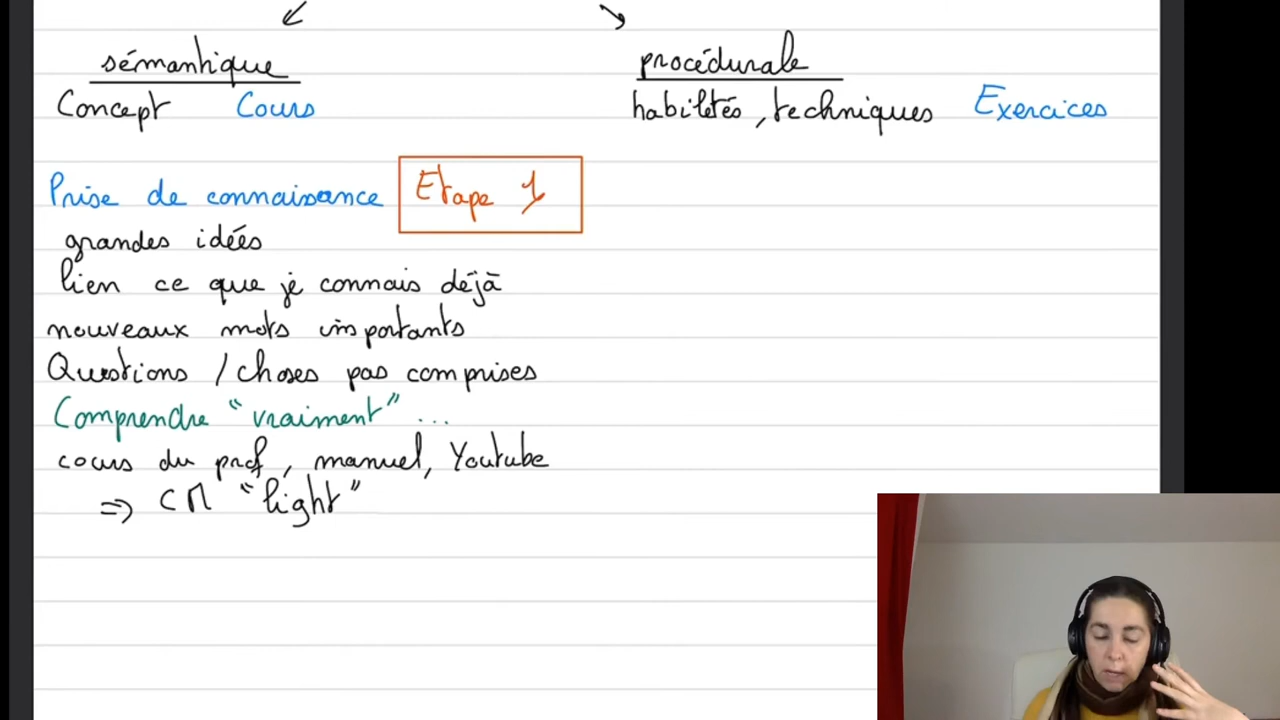 sémantique
Concept Cours
procédurale
habiletés, techniques Exercices
Prise de connaissance Etape 1
grandes idées
lien ce que je connais déjà
nouveaux mots importants
Questions / choses pas comprises
Comprendre "vraiment" ...
cours du prof, manuel, Youtube
=> CM "light"